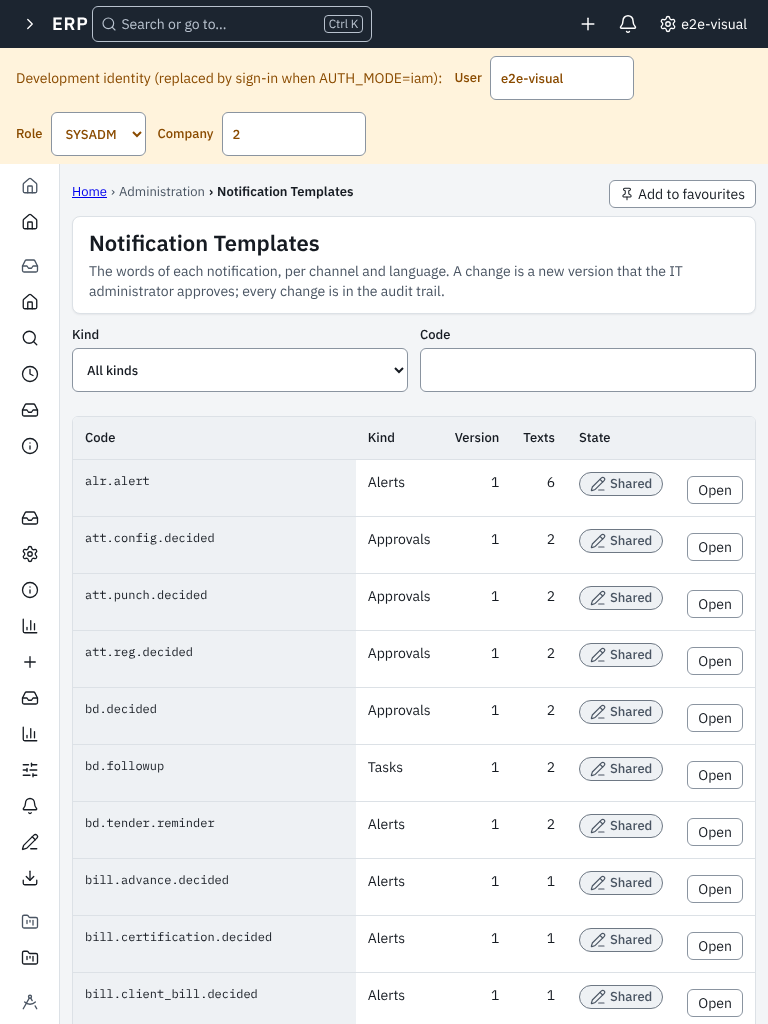 ERP Search or go to... Ctrl K e2e-visual
Development identity (replaced by sign-in when AUTH_MODE=iam): User e2e-visual
Role SYSADM Company 2
Home › Administration › Notification Templates Add to favourites
Notification Templates
The words of each notification, per channel and language. A change is a new version that the IT
administrator approves; every change is in the audit trail.
Kind Code
All kinds
Code Kind Version Texts State
alr.alert Alerts 1 6 Shared Open
att.config.decided Approvals 1 2 Shared Open
att.punch.decided Approvals 1 2 Shared Open
att.reg.decided Approvals 1 2 Shared Open
bd.decided Approvals 1 2 Shared Open
bd.followup Tasks 1 2 Shared Open
bd.tender.reminder Alerts 1 2 Shared Open
bill.advance.decided Alerts 1 1 Shared Open
bill.certification.decided Alerts 1 1 Shared Open
bill.client_bill.decided Alerts 1 1 Shared Open